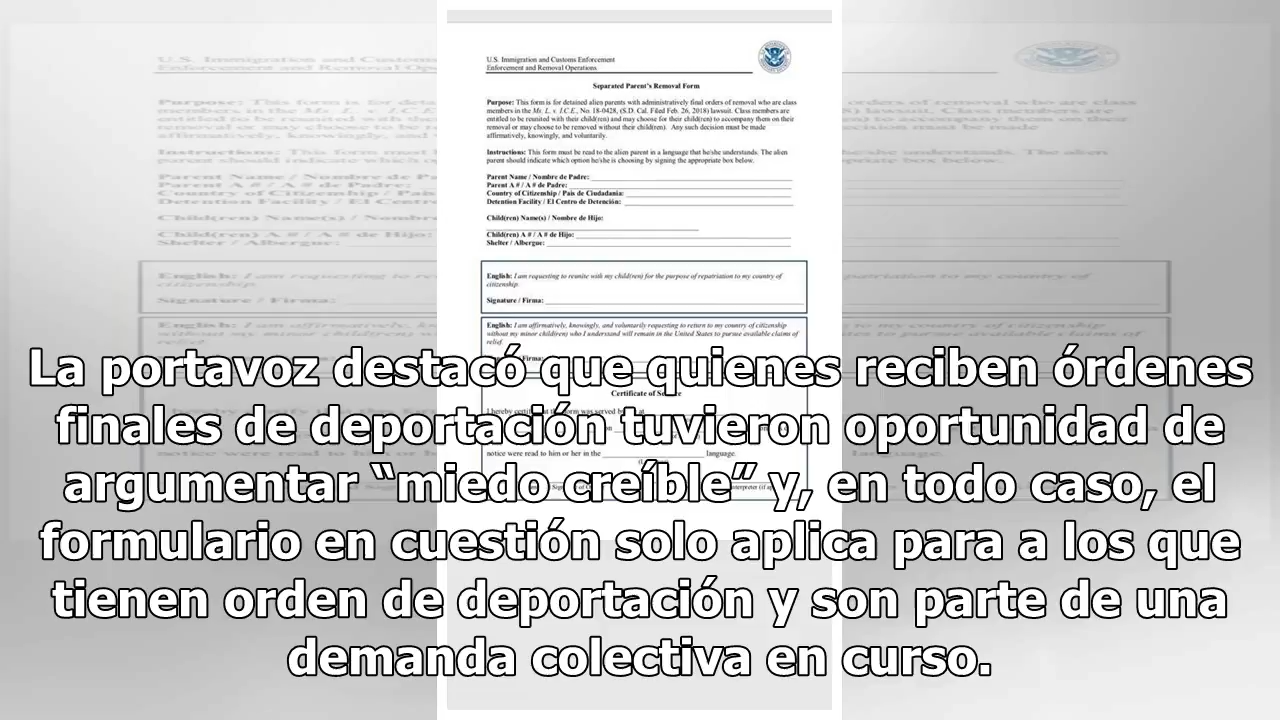 U.S. Immigration and Customs Enforcement
Enforcement and Removal Operations
Separated Parent's Removal Form
Purpose: This form is for detained alien parents with administratively final orders of removal who are class
members in the Ms. L. v. I.C.E., No. 18-0428, (S.D. Cal. Filed Feb. 26, 2018) lawsuit. Class members are
entitled to be reunited with their child(ren) and may choose for their child(ren) to accompany them on their
removal or may choose to be removed without their child(ren). Any such decision must be made
affirmatively, knowingly, and voluntarily.
Instructions: This form must be read to the alien parent in a language that he/she understands. The alien
parent should indicate which option he/she is choosing by signing the appropriate box below.
Parent Name / Nombre de Padre:
Parent A # / A # de Padre:
Country of Citizenship / Pais de Ciudadania:
Detention Facility / El Centro de Detención:
Child(ren) Name(s) / Nombre de Hijo:
Child(ren) A # / A # de Hijo:
Shelter / Albergue:
English: I am requesting to reunite with my child(ren) for the purpose of repatriation to my country of
citizenship.
Signature / Firma:
English: I am affirmatively, knowingly, and voluntarily requesting to return to my country of citizenship
without my minor child(ren) who I understand will remain in the United States to pursue available claims of
relief.
La portavoz destacó que quienes reciben órdenes
finales de deportación tuvieron oportunidad de
argumentar “miedo creíble” y, en todo caso, el
formulario en cuestión solo aplica para a los que
tienen orden de deportación y son parte de una
demanda colectiva en curso.
Certificate of
notice were read to him or her in the language.